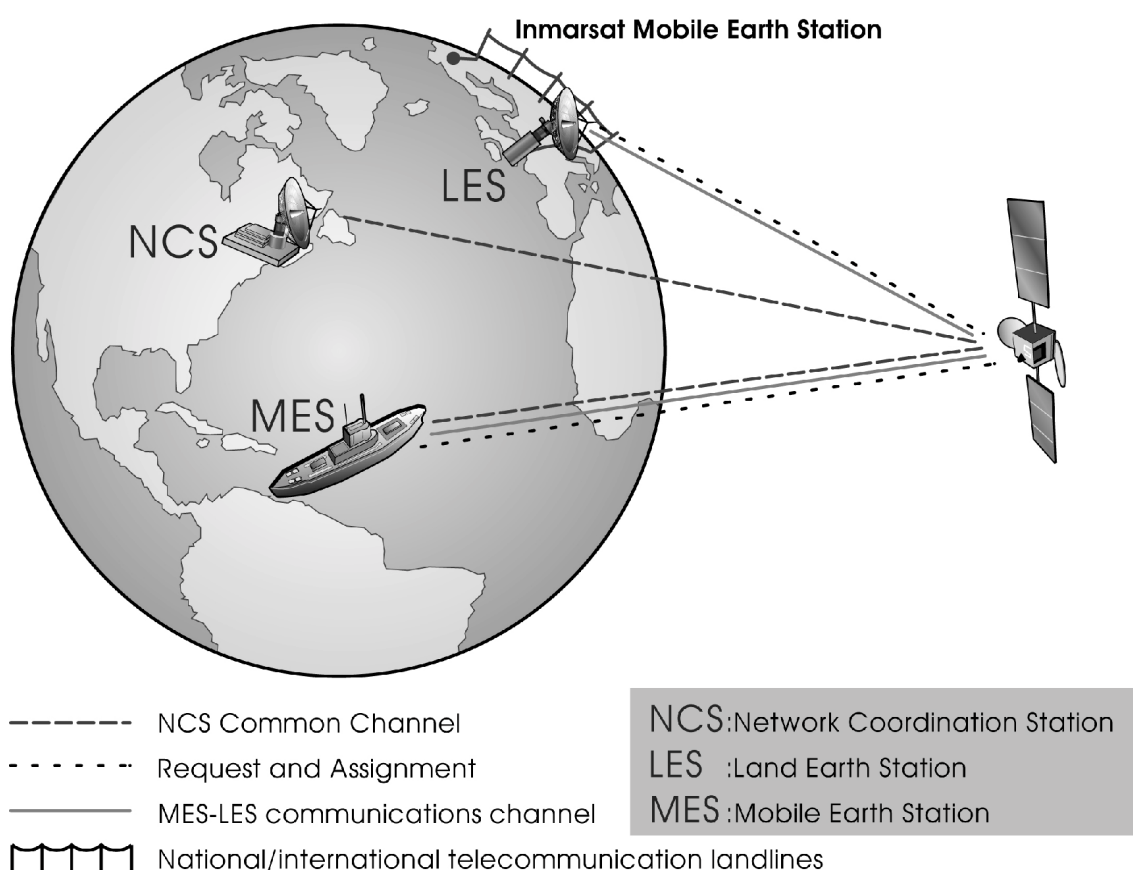 Inmarsat Mobile Earth Station
LES
NCS
MES
NCS Common Channel
Request and Assignment
MES-LES communications channel
National/international telecommunication landlines
NCS:Network Coordination Station
LES :Land Earth Station
MES:Mobile Earth Station